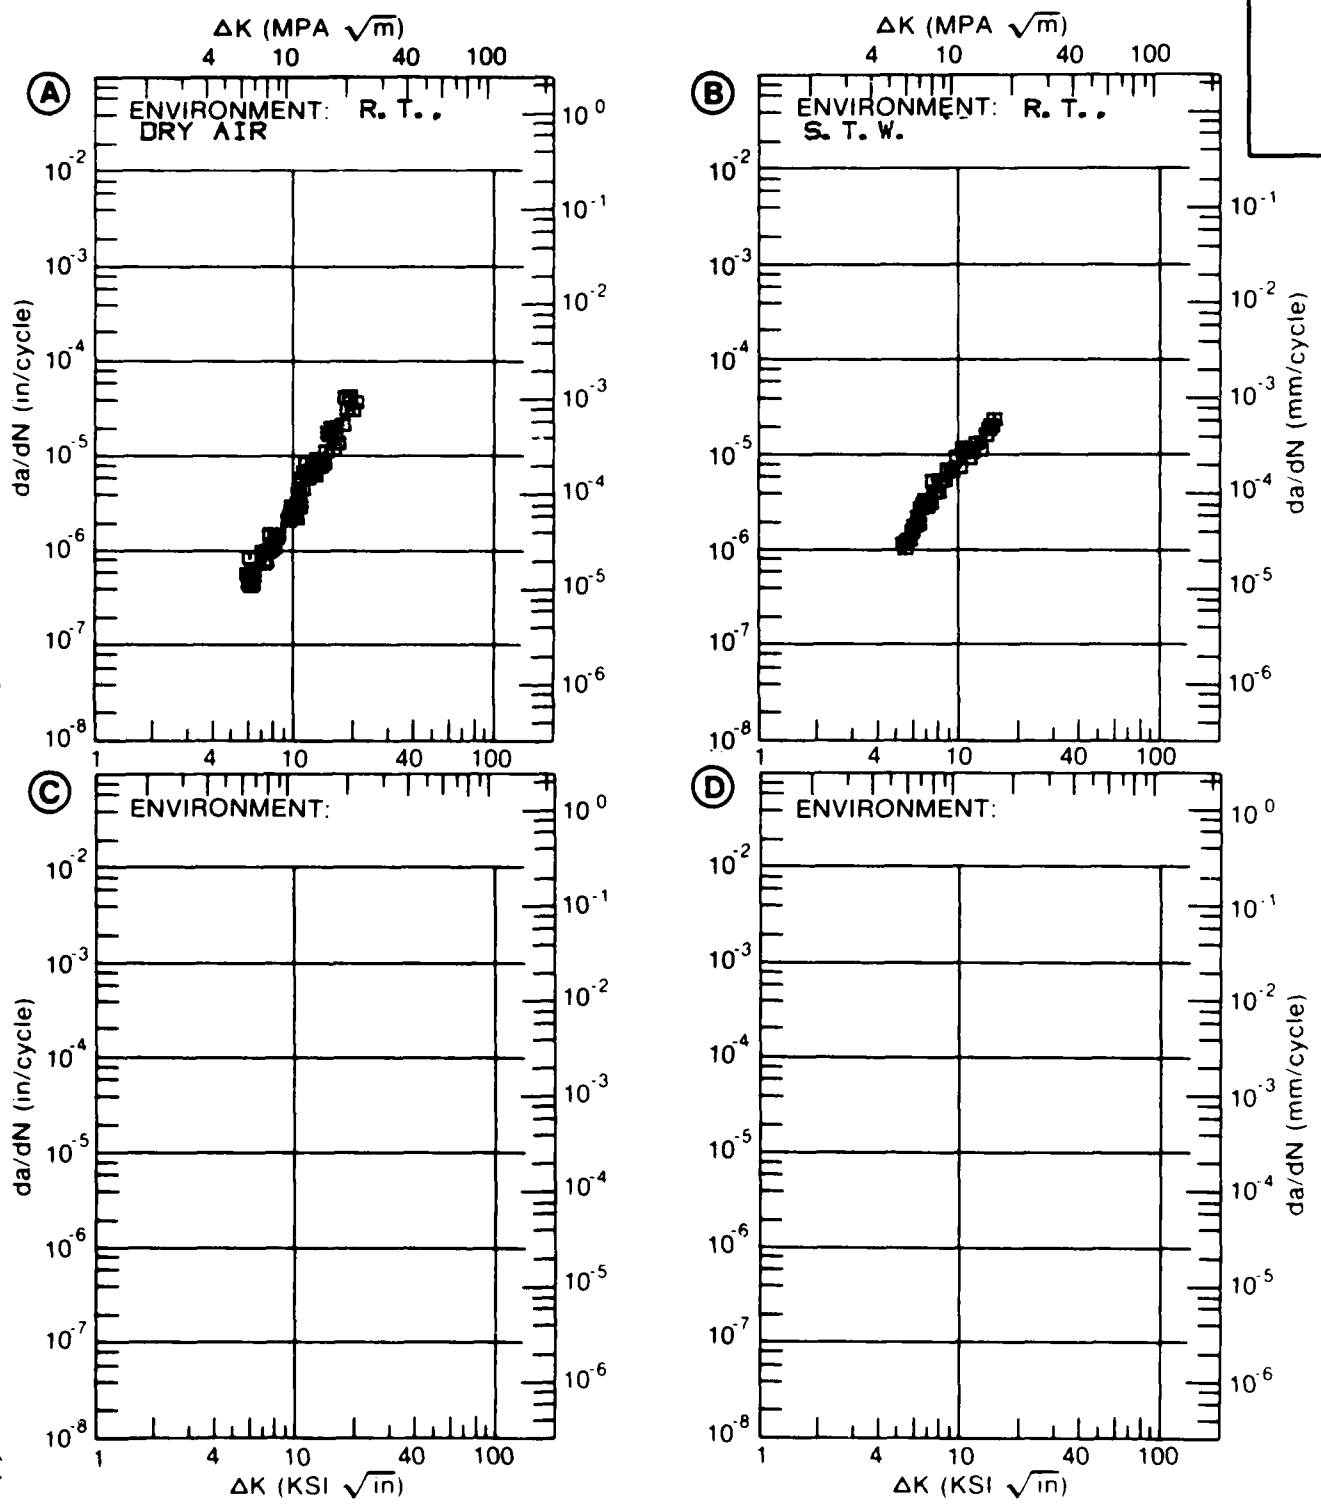 ΔK (MPA √m)
4 10 40 100
A
ENVIRONMENT: R. T.,
DRY AIR
10^0
10^-1
10^-2
10^-3
10^-4
10^-5
10^-6
10^-2
10^-3
10^-4
10^-5
10^-6
10^-7
10^-8
da/dN (in/cycle)
1 4 10 40 100
ΔK (MPA √m)
4 10 40 100
B
ENVIRONMENT: R. T.,
S. T. W.
10^-2
10^-3
10^-4
10^-5
10^-6
10^-7
10^-8
10^-1
10^-2
10^-3
10^-4
10^-5
10^-6
da/dN (mm/cycle)
1 4 10 40 100
C
ENVIRONMENT:
10^-2
10^-3
10^-4
10^-5
10^-6
10^-7
10^-8
10^0
10^-1
10^-2
10^-3
10^-4
10^-5
10^-6
da/dN (in/cycle)
1 4 10 40 100
ΔK (KSI √in)
D
ENVIRONMENT:
10^-2
10^-3
10^-4
10^-5
10^-6
10^-7
10^-8
10^0
10^-1
10^-2
10^-3
10^-4
10^-5
10^-6
da/dN (mm/cycle)
1 4 10 40 100
ΔK (KSI √in)